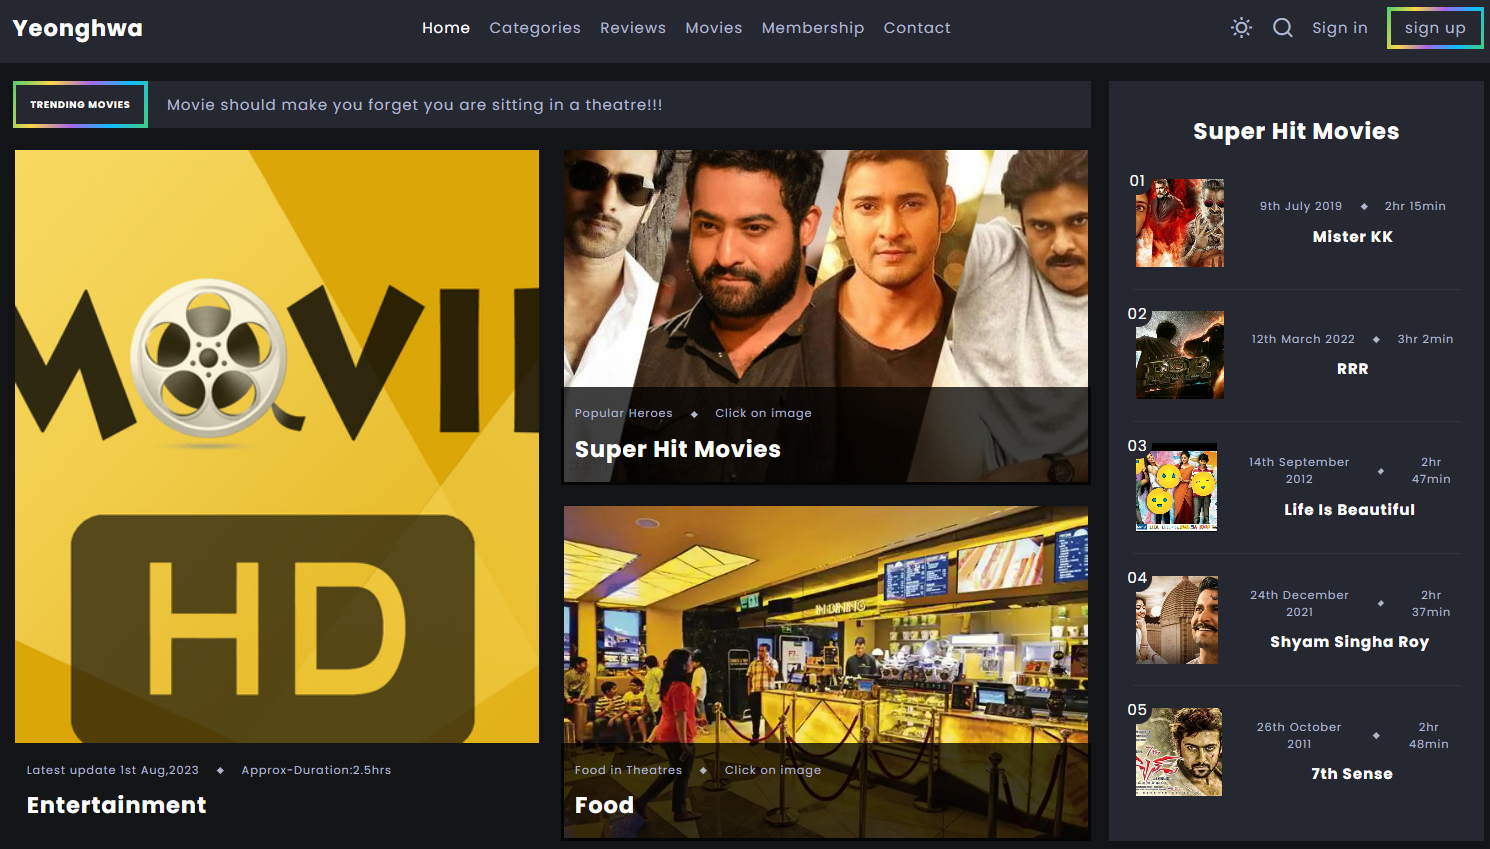 Yeonghwa
Home Categories Reviews Movies Membership Contact
Sign in
sign up
TRENDING MOVIES
Movie should make you forget you are sitting in a theatre!!!
MOVIE
HD
Latest update 1st Aug,2023 ◆ Approx-Duration:2.5hrs
Entertainment
Popular Heroes ◆ Click on image
Super Hit Movies
Food in Theatres ◆ Click on image
Food
Super Hit Movies
01
9th July 2019 ◆ 2hr 15min
Mister KK
02
12th March 2022 ◆ 3hr 2min
RRR
03
14th September ◆ 2hr
2012 47min
Life Is Beautiful
04
24th December ◆ 2hr
2021 37min
Shyam Singha Roy
05
26th October ◆ 2hr
2011 48min
7th Sense